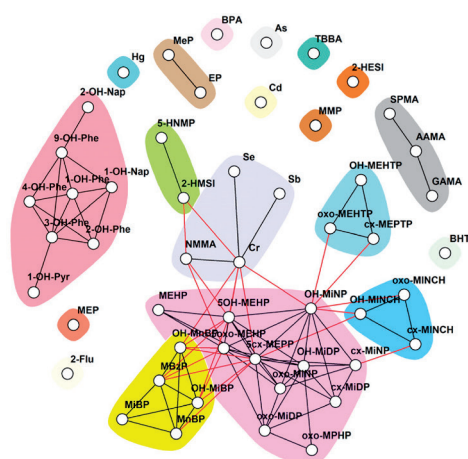 BPA
As
MeP
TBBA
Hg
2-HESI
EP
2-OH-Nap
Cd
SPMA
MMP
5-HNMP
9-OH-Phe
AAMA
Se
OH-MEHTP
1-OH-Nap
1-OH-Phe
4-OH-Phe
2-HMSI
Sb
GAMA
oxo-MEHTP
cx-MEPTP
3-OH-Phe
2-OH-Phe
NMMA
Cr
BHT
oxo-MINCH
1-OH-Pyr
MEHP
5OH-MEHP
OH-MiNP
OH-MINCH
MEP
OH-MnBP
5oxo-MEHP
cx-MINCH
5cx-MEPP
OH-MiDP
cx-MiNP
2-Flu
MBzP
oxo-MiNP
OH-MiBP
cx-MiDP
MiBP
MnBP
oxo-MiDP
oxo-MPHP